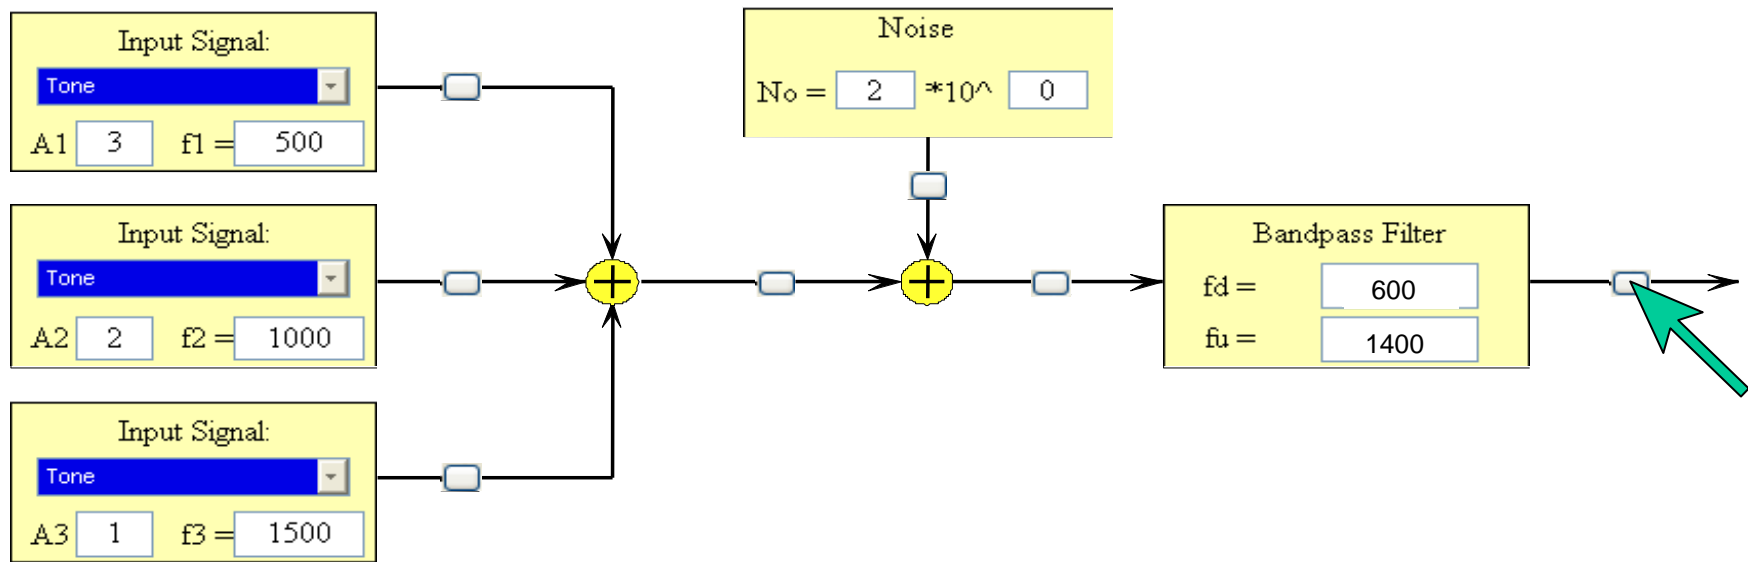 Input Signal:
Tone
A1 3 f1 = 500
Input Signal:
Tone
A2 2 f2 = 1000
Input Signal:
Tone
A3 1 f3 = 1500
Noise
No = 2 *10^ 0
Bandpass Filter
fd = 600
fu = 1400